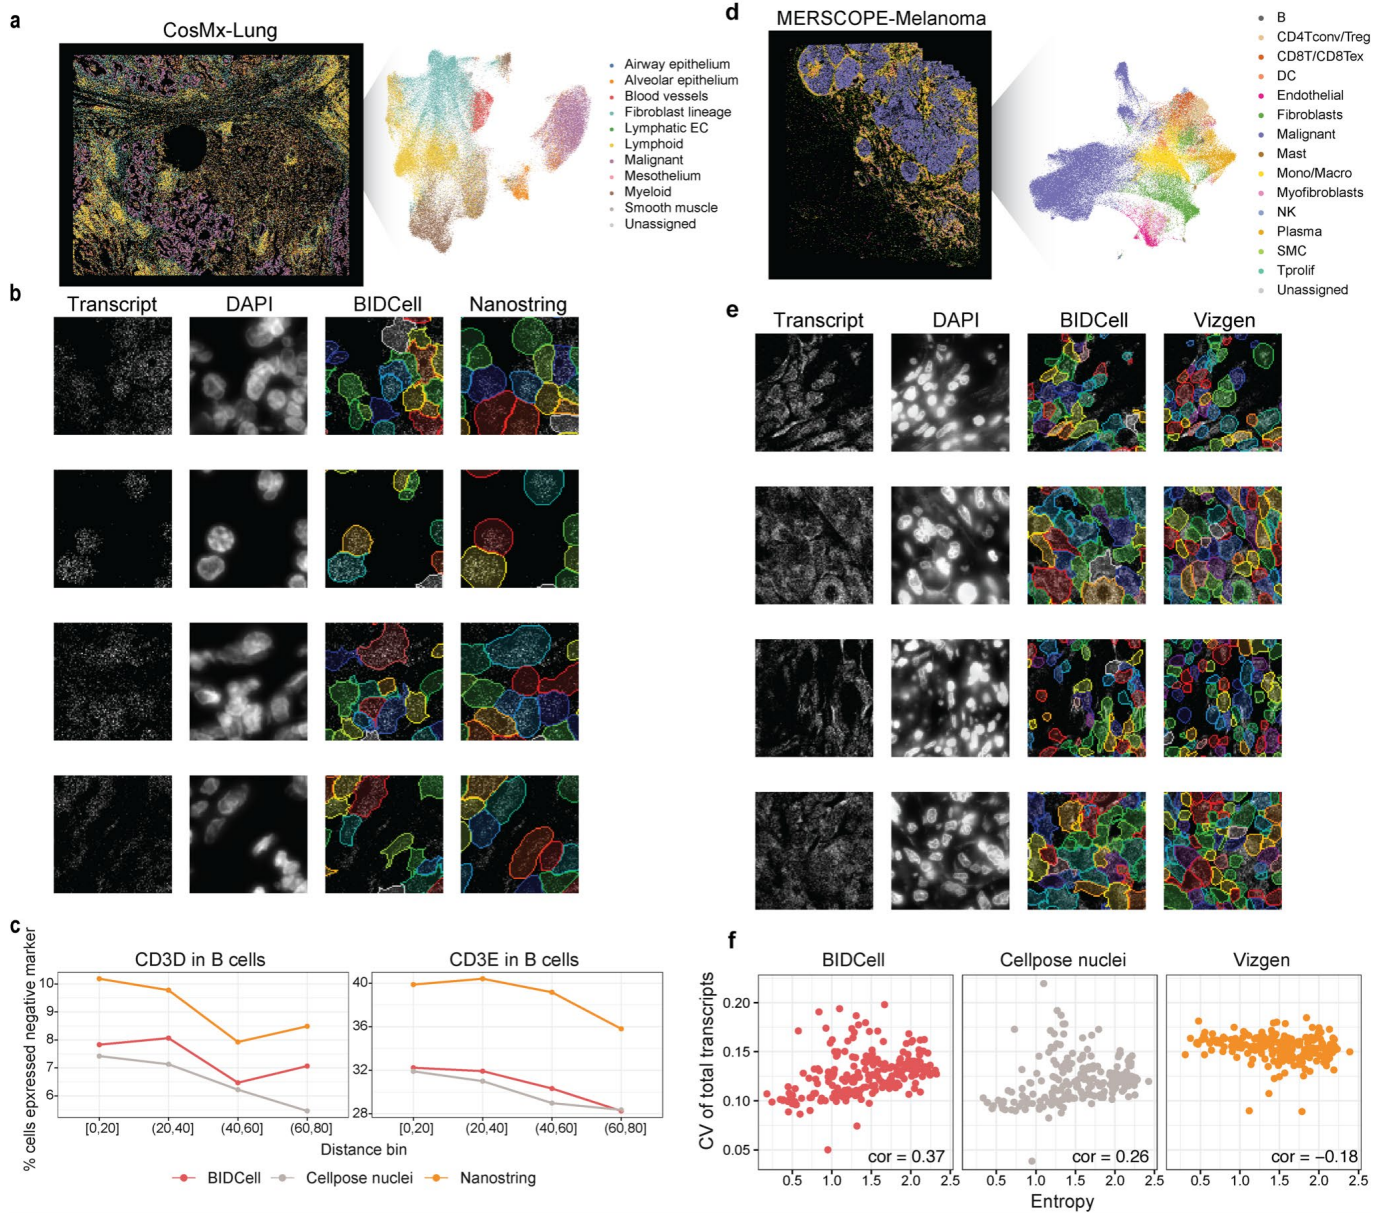 a
CosMx-Lung
Airway epithelium
Alveolar epithelium
Blood vessels
Fibroblast lineage
Lymphatic EC
Lymphoid
Malignant
Mesothelium
Myeloid
Smooth muscle
Unassigned
b
Transcript DAPI BIDCell Nanostring
c
% cells epxressed negative marker
CD3D in B cells
10
9
8
7
6
[0,20] (20,40] (40,60] (60,80]
CD3E in B cells
40
36
32
28
[0,20] (20,40] (40,60] (60,80]
Distance bin
BIDCell Cellpose nuclei Nanostring
d
MERSCOPE-Melanoma
B
CD4Tconv/Treg
CD8T/CD8Tex
DC
Endothelial
Fibroblasts
Malignant
Mast
Mono/Macro
Myofibroblasts
NK
Plasma
SMC
Tprolif
Unassigned
e
Transcript DAPI BIDCell Vizgen
f
BIDCell Cellpose nuclei Vizgen
CV of total transcripts
0.20
0.15
0.10
0.05
cor = 0.37 cor = 0.26 cor = −0.18
0.5 1.0 1.5 2.0 2.5 0.5 1.0 1.5 2.0 2.5 0.5 1.0 1.5 2.0 2.5
Entropy